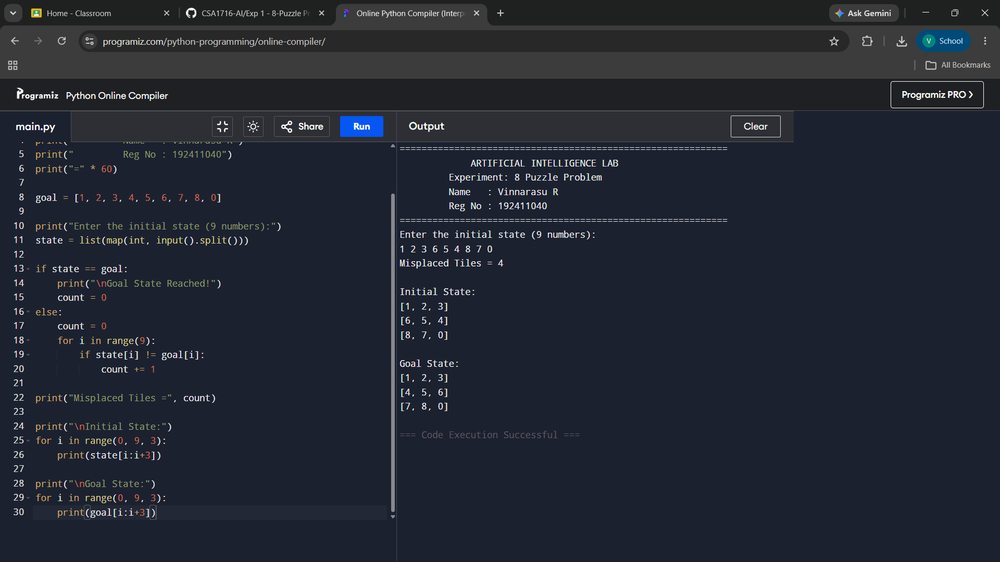 Home - Classroom
CSA1716-AI/Exp 1 - 8-Puzzle Pr
Online Python Compiler (Interp
Ask Gemini
programiz.com/python-programming/online-compiler/
V School
All Bookmarks
Programiz Python Online Compiler
Programiz PRO
main.py
Share
Run
Output
Clear
5 print("         Reg No : 192411040")
6 print("=" * 60)
7
8 goal = [1, 2, 3, 4, 5, 6, 7, 8, 0]
9
10 print("Enter the initial state (9 numbers):")
11 state = list(map(int, input().split()))
12
13 if state == goal:
14     print("\nGoal State Reached!")
15     count = 0
16 else:
17     count = 0
18     for i in range(9):
19         if state[i] != goal[i]:
20             count += 1
21
22 print("Misplaced Tiles =", count)
23
24 print("\nInitial State:")
25 for i in range(0, 9, 3):
26     print(state[i:i+3])
27
28 print("\nGoal State:")
29 for i in range(0, 9, 3):
30     print(goal[i:i+3])
============================================================
ARTIFICIAL INTELLIGENCE LAB
Experiment: 8 Puzzle Problem
Name   : Vinnarasu R
Reg No : 192411040
============================================================
Enter the initial state (9 numbers):
1 2 3 6 5 4 8 7 0
Misplaced Tiles = 4
Initial State:
[1, 2, 3]
[6, 5, 4]
[8, 7, 0]
Goal State:
[1, 2, 3]
[4, 5, 6]
[7, 8, 0]
=== Code Execution Successful ===